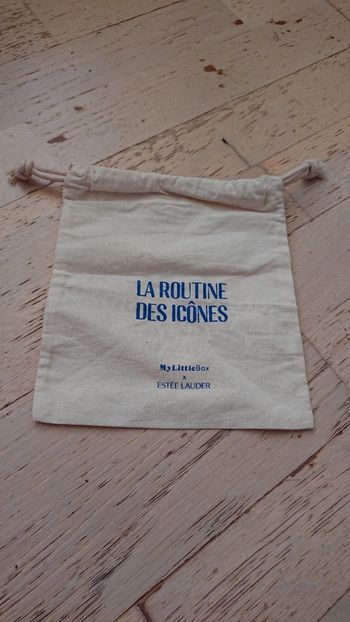 LA ROUTINE
DES ICÔNES
MyLittleBox
x
ESTĒE LAUDER